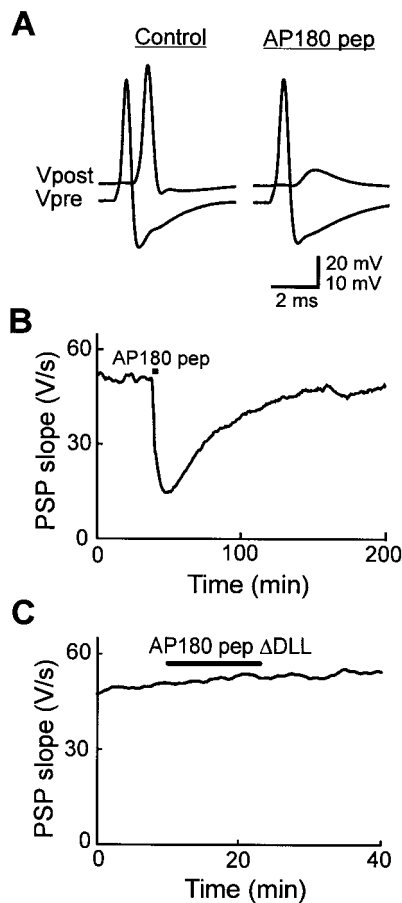 A
Control
AP180 pep
Vpost
Vpre
20 mV
10 mV
2 ms
B
60
AP180 pep
30
0
PSP slope (V/s)
0
100
200
Time (min)
C
60
AP180 pep ΔDLL
30
0
PSP slope (V/s)
0
20
40
Time (min)